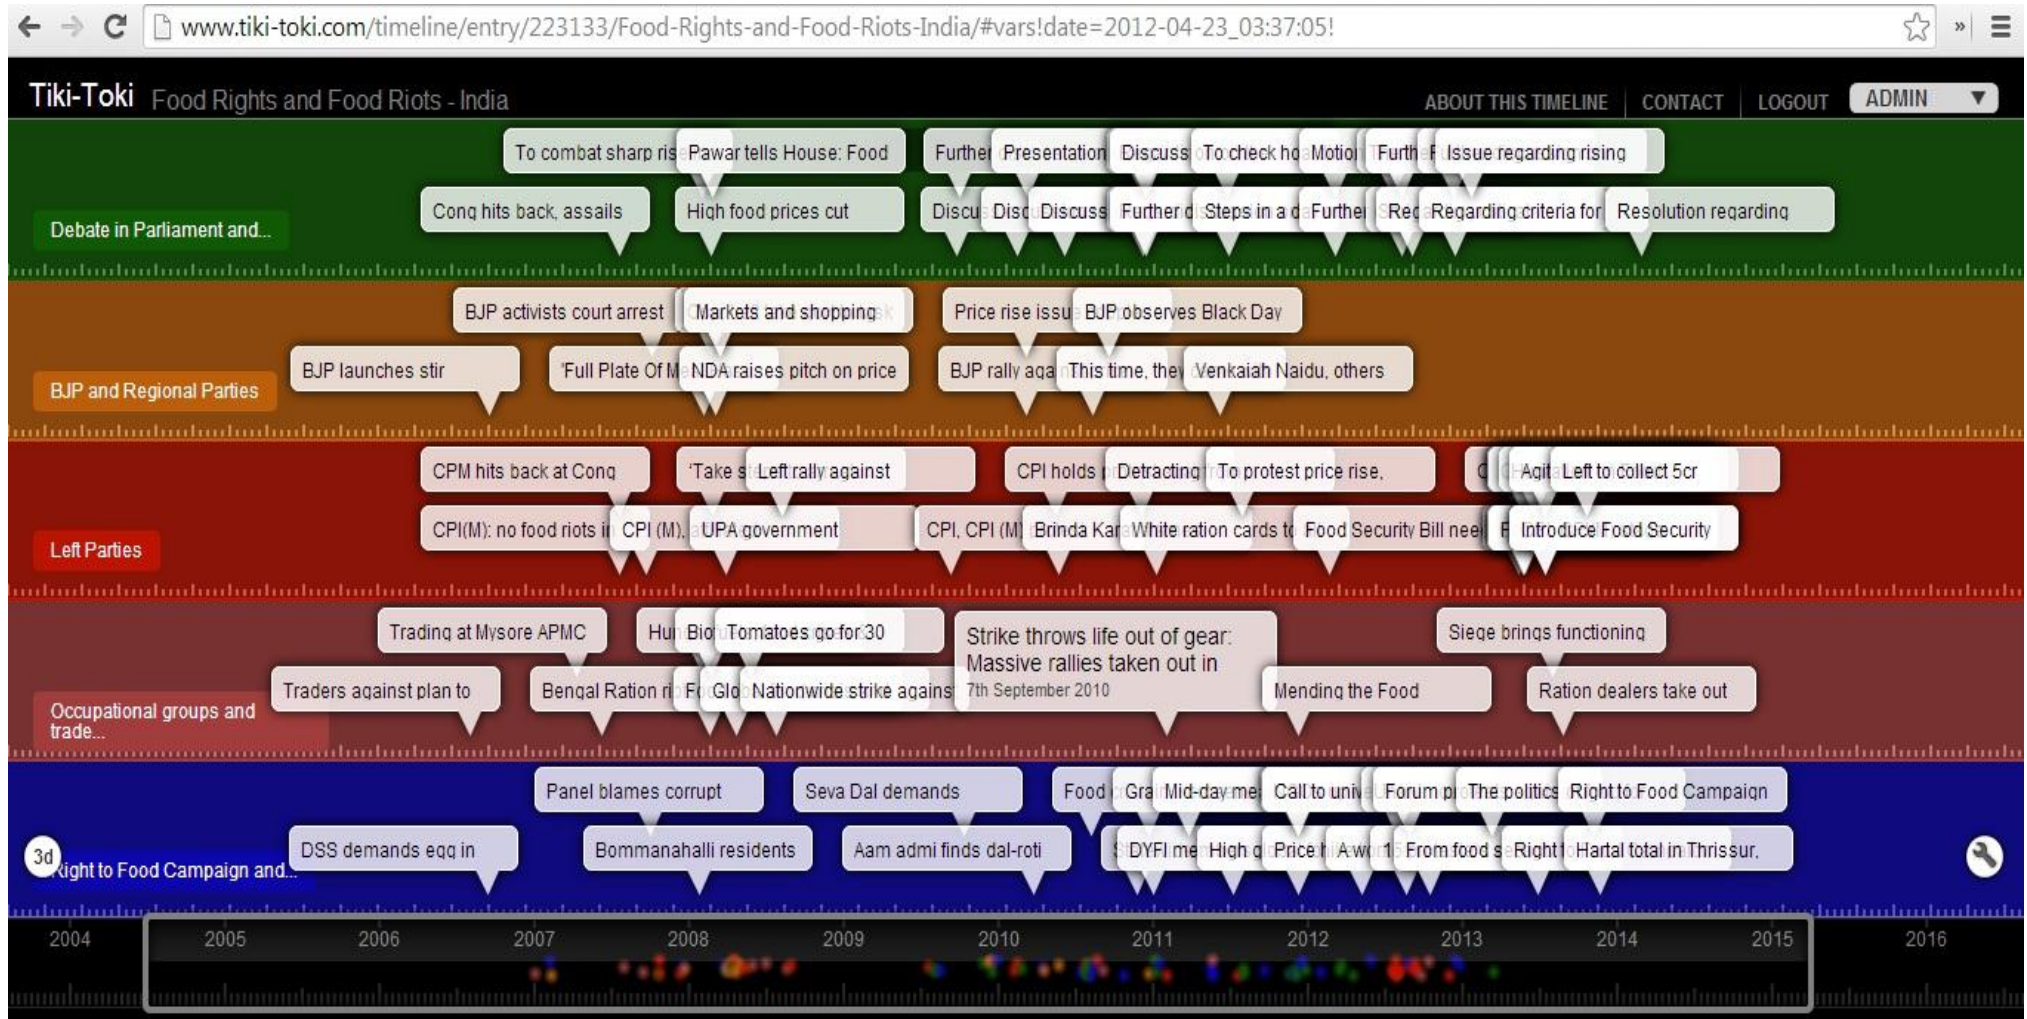 www.tiki-toki.com/timeline/entry/223133/Food-Rights-and-Food-Riots-India/#vars!date=2012-04-23_03:37:05!
»
Tiki-Toki Food Rights and Food Riots - India
ABOUT THIS TIMELINE CONTACT LOGOUT ADMIN
To combat sharp rise Pawar tells House: Food
Further Presentation Discuss To check ho Motion Furthe Issue regarding rising
Cong hits back, assails High food prices cut
Discu Disc Discuss Further Steps in a d Further Reg Regarding criteria for Resolution regarding
Debate in Parliament and...
BJP activists court arrest Markets and shopping
Price rise issu BJP observes Black Day
BJP launches stir 'Full Plate Of M NDA raises pitch on price
BJP rally aga This time, they Venkaiah Naidu, others
BJP and Regional Parties
CPM hits back at Cong 'Take s Left rally against
CPI holds Detracting To protest price rise,
Agita Left to collect 5cr
CPI(M): no food riots in CPI (M), UPA government
CPI, CPI (M) Brinda Kar White ration cards to Food Security Bill nee Introduce Food Security
Left Parties
Trading at Mysore APMC Hun Biof Tomatoes go for 30
Strike throws life out of gear:
Massive rallies taken out in
7th September 2010
Siege brings functioning
Traders against plan to Bengal Ration ri Fo Glo Nationwide strike agains
Mending the Food Ration dealers take out
Occupational groups and
trade...
Panel blames corrupt Seva Dal demands
Food Grain Mid-day me Call to univ Forum pr The politics Right to Food Campaign
DSS demands egg in Bommanahalli residents Aam admi finds dal-roti
DYFI me High Price h A wor From food s Right Hartal total in Thrissur,
3d
Right to Food Campaign and...
2004 2005 2006 2007 2008 2009 2010 2011 2012 2013 2014 2015 2016